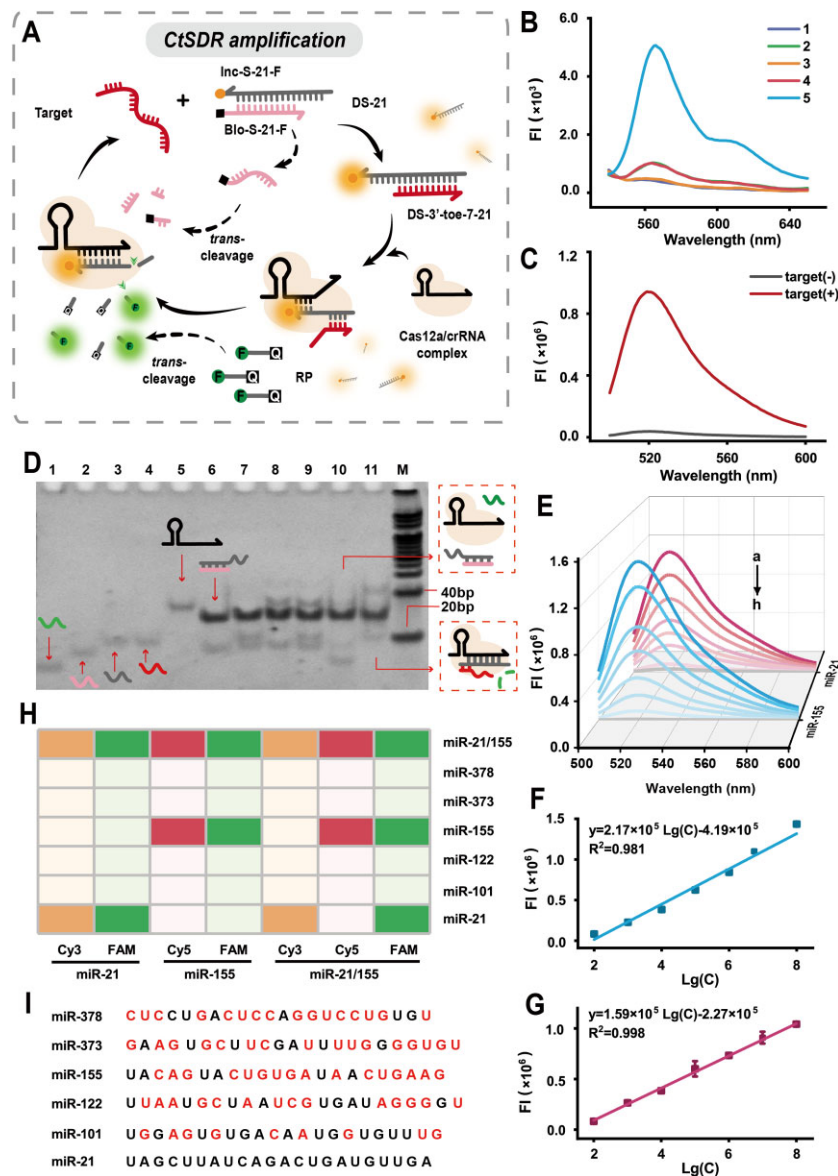 A
CtSDR amplification
Inc-S-21-F
Target
+
Blo-S-21-F
DS-21
DS-3'-toe-7-21
trans-
cleavage
Cas12a/crRNA
complex
F
F
F
trans-
cleavage
F Q
F Q
F Q
RP
B
FI (×10³)
6.0
4.0
2.0
0.0
1
2
3
4
5
560 600 640
Wavelength (nm)
C
FI (×10⁶)
1.2
0.8
0.4
0.0
target(-)
target(+)
520 560 600
Wavelength (nm)
D
1 2 3 4 5 6 7 8 9 10 11 M
40bp
20bp
E
FI (×10⁶)
1.6
1.2
0.8
0.4
0.0
a
h
miR-21
miR-155
500 520 540 560 580 600
Wavelength (nm)
H
miR-21/155
miR-378
miR-373
miR-155
miR-122
miR-101
miR-21
Cy3 FAM Cy5 FAM Cy3 Cy5 FAM
miR-21 miR-155 miR-21/155
F
y=2.17×10⁵ Lg(C)-4.19×10⁵
R²=0.981
FI (×10⁶)
1.5
1.0
0.5
0.0
2 4 6 8
Lg(C)
G
y=1.59×10⁵ Lg(C)-2.27×10⁵
R²=0.998
FI (×10⁶)
1.0
0.5
0.0
2 3 4 5 6 7 8
Lg(C)
I
miR-378 CUCCUGACUCCAGGUCCUGUGU
miR-373 GAAGUGCUUCGAUUUUGGGGUGU
miR-155 UACAGUACUGUGAUAACUGAAG
miR-122 UUAAUGCUAAUCGUGAUAGGGGU
miR-101 UGGAGUGUGACAAUGGUGUUUG
miR-21 UAGCUUAUCAGACUGAUGUUGA